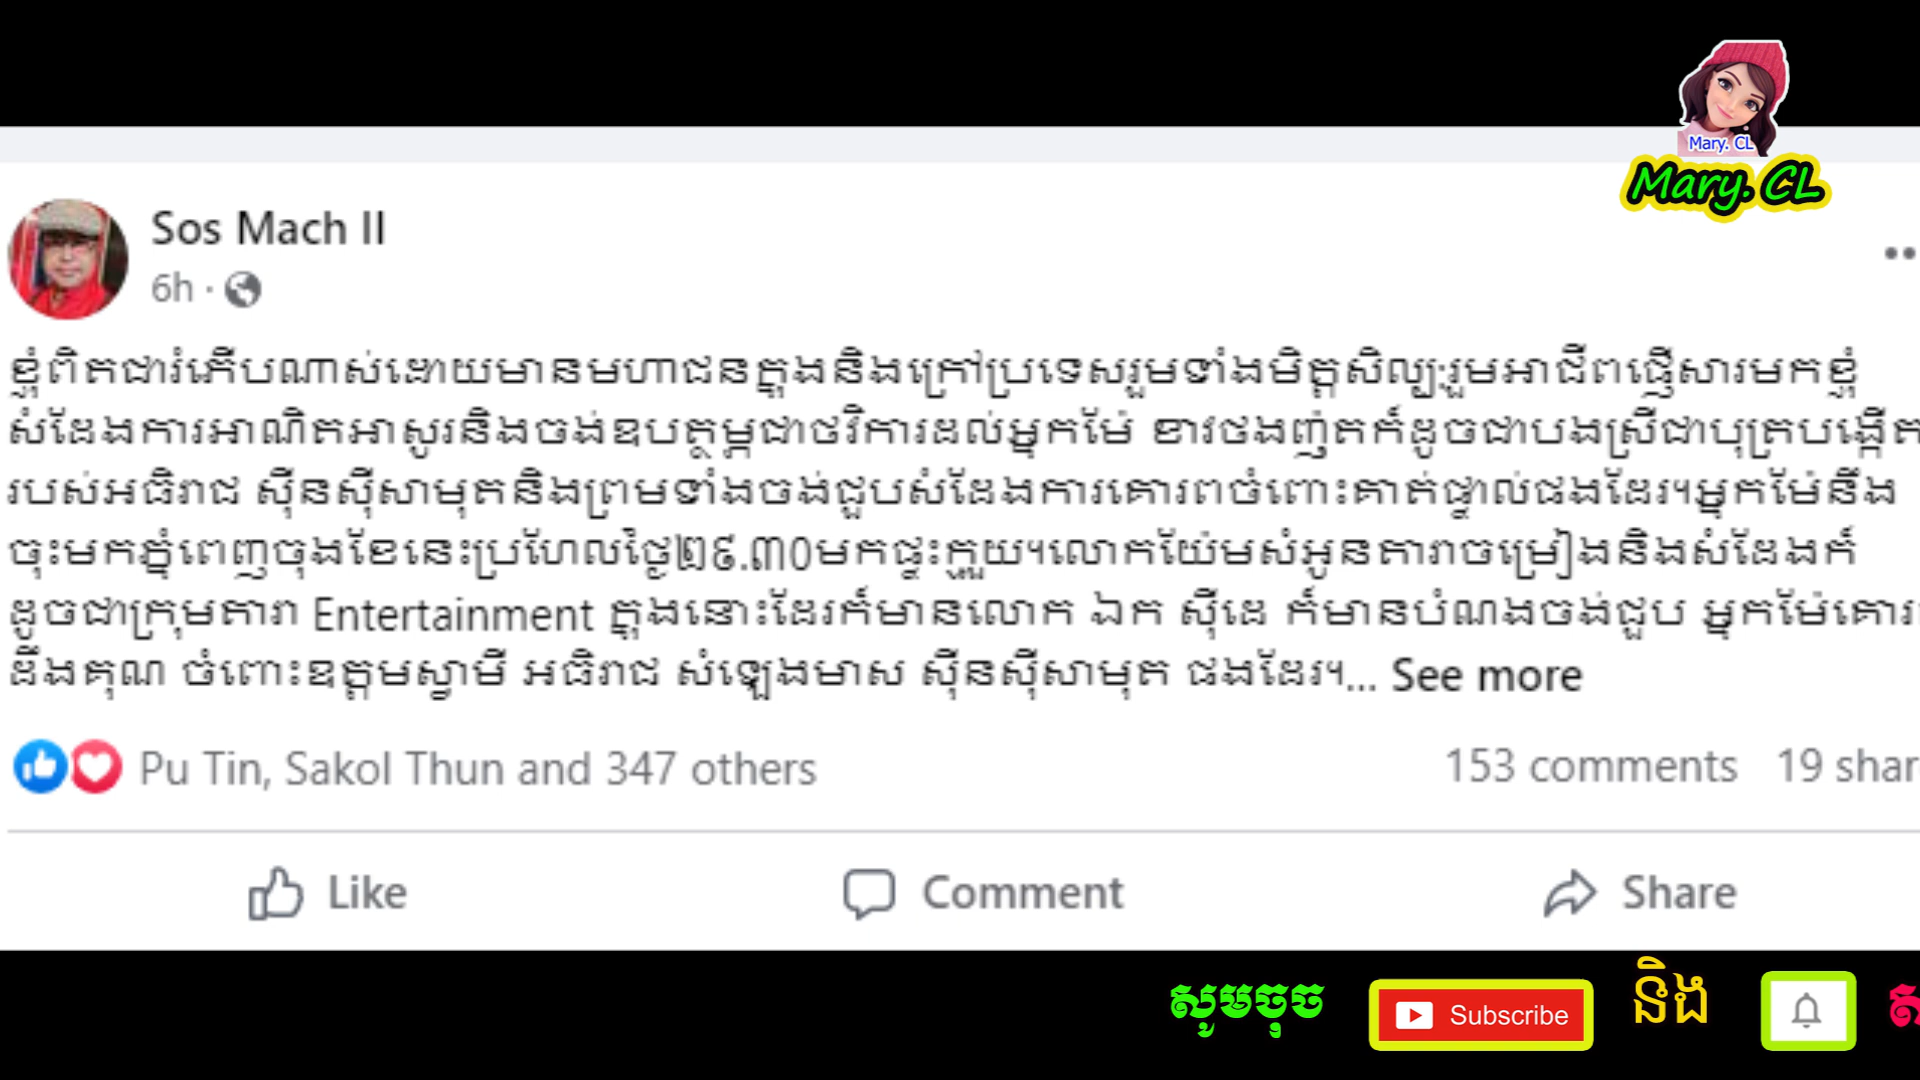 Mary. CL
Mary. CL
Sos Mach II
6h ·
ខ្ញុំពិតជារំភើបណាស់ដោយមានមហាជនក្នុងនិងក្រៅប្រទេសរួមទាំងមិត្តសិល្បៈរួមអាជីពផ្ញើសារមកខ្ញុំ
សំដែងការអាណិតអាសូរនិងចង់ឧបត្ថម្ភជាថវិការដល់អ្នកម៉ែ ខាវថងញ៉តក៏ដូចជាបងស្រីជាបុត្របង្កើត
របស់អធិរាជ ស៊ីនស៊ីសាមុតនិងព្រមទាំងចង់ជួបសំដែងការគោរពចំពោះគាត់ផ្ទាល់ផងដែរ។អ្នកម៉ែនឹង
ចុះមកភ្នំពេញចុងខែនេះប្រហែលថ្ងៃ២៩.៣០មកផ្ទះក្មួយ។លោកយ៉ែមសំអូនតារាចម្រៀងនិងសំដែងក៏
ដូចជាក្រុមតារា Entertainment ក្នុងនោះដែរក៏មានលោក ឯក ស៊ីដេ ក៏មានបំណងចង់ជួប អ្នកម៉ែគោរព
ដឹងគុណ ចំពោះឧត្តមស្វាមី អធិរាជ សំឡេងមាស ស៊ីនស៊ីសាមុត ផងដែរ។... See more
Pu Tin, Sakol Thun and 347 others 153 comments 19 shar
Like Comment Share
សូមចុច Subscribe និង